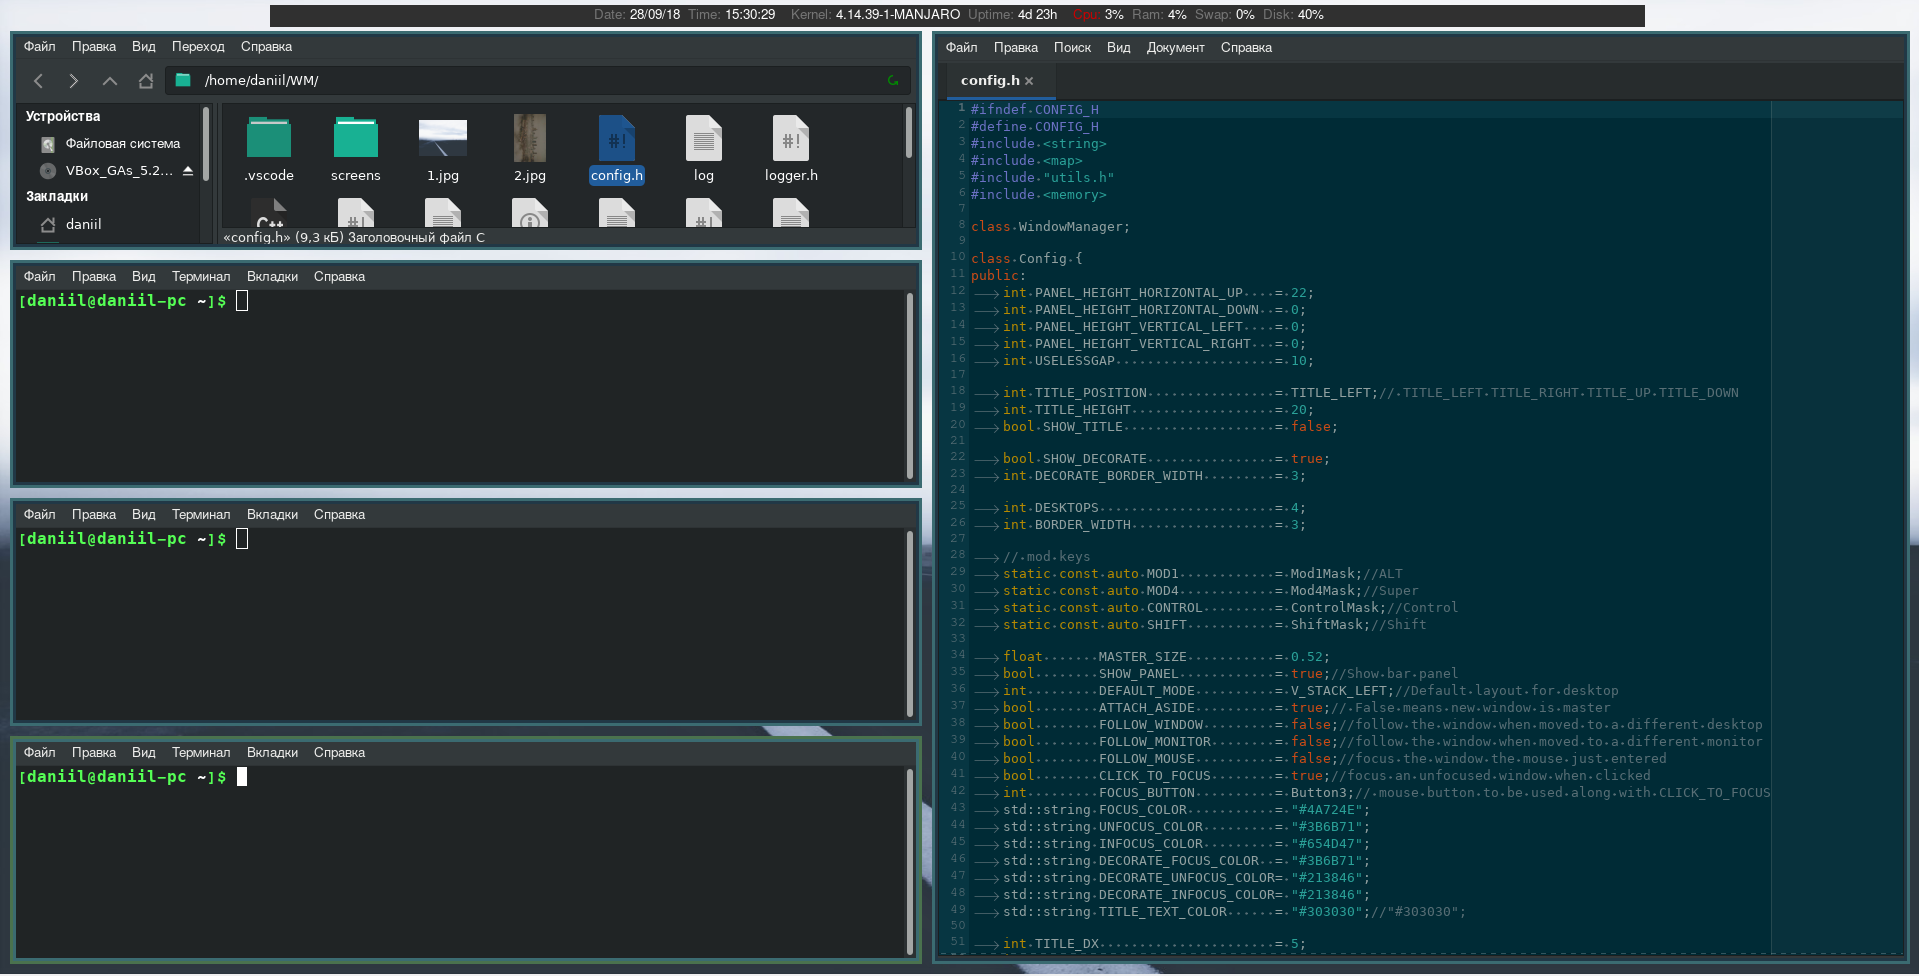 Date: 28/09/18 Time: 15:30:29 Kernel: 4.14.39-1-MANJARO Uptime: 4d 23h Cpu: 3% Ram: 4% Swap: 0% Disk: 40%
Файл Правка Вид Переход Справка
/home/daniil/WM/
Устройства
Файловая система
VBox_GAs_5.2...
Закладки
daniil
.vscode screens 1.jpg 2.jpg config.h log logger.h
C++ #! #!
«config.h» (9,3 кБ) Заголовочный файл C
Файл Правка Вид Терминал Вкладки Справка
[daniil@daniil-pc ~]$
Файл Правка Вид Терминал Вкладки Справка
[daniil@daniil-pc ~]$
Файл Правка Вид Терминал Вкладки Справка
[daniil@daniil-pc ~]$
Файл Правка Поиск Вид Документ Справка
config.h ×
1 #ifndef CONFIG_H
2 #define CONFIG_H
3 #include <string>
4 #include <map>
5 #include "utils.h"
6 #include <memory>
7
8 class WindowManager;
9
10 class Config {
11 public:
12 int PANEL_HEIGHT_HORIZONTAL_UP = 22;
13 int PANEL_HEIGHT_HORIZONTAL_DOWN = 0;
14 int PANEL_HEIGHT_VERTICAL_LEFT = 0;
15 int PANEL_HEIGHT_VERTICAL_RIGHT = 0;
16 int USELESSGAP = 10;
17
18 int TITLE_POSITION = TITLE_LEFT;// TITLE_LEFT TITLE_RIGHT TITLE_UP TITLE_DOWN
19 int TITLE_HEIGHT = 20;
20 bool SHOW_TITLE = false;
21
22 bool SHOW_DECORATE = true;
23 int DECORATE_BORDER_WIDTH = 3;
24
25 int DESKTOPS = 4;
26 int BORDER_WIDTH = 3;
27
28 // mod keys
29 static const auto MOD1 = Mod1Mask;//ALT
30 static const auto MOD4 = Mod4Mask;//Super
31 static const auto CONTROL = ControlMask;//Control
32 static const auto SHIFT = ShiftMask;//Shift
33
34 float MASTER_SIZE = 0.52;
35 bool SHOW_PANEL = true;//Show bar panel
36 int DEFAULT_MODE = V_STACK_LEFT;//Default layout for desktop
37 bool ATTACH_ASIDE = true;// False means new window is master
38 bool FOLLOW_WINDOW = false;//follow the window when moved to a different desktop
39 bool FOLLOW_MONITOR = false;//follow the window when moved to a different monitor
40 bool FOLLOW_MOUSE = false;//focus the window the mouse just entered
41 bool CLICK_TO_FOCUS = true;//focus an unfocused window when clicked
42 int FOCUS_BUTTON = Button3;// mouse button to be used along with CLICK_TO_FOCUS
43 std::string FOCUS_COLOR = "#4A724E";
44 std::string UNFOCUS_COLOR = "#3B6B71";
45 std::string INFOCUS_COLOR = "#654D47";
46 std::string DECORATE_FOCUS_COLOR = "#3B6B71";
47 std::string DECORATE_UNFOCUS_COLOR= "#213846";
48 std::string DECORATE_INFOCUS_COLOR= "#213846";
49 std::string TITLE_TEXT_COLOR = "#303030";//"#303030";
50
51 int TITLE_DX = 5;